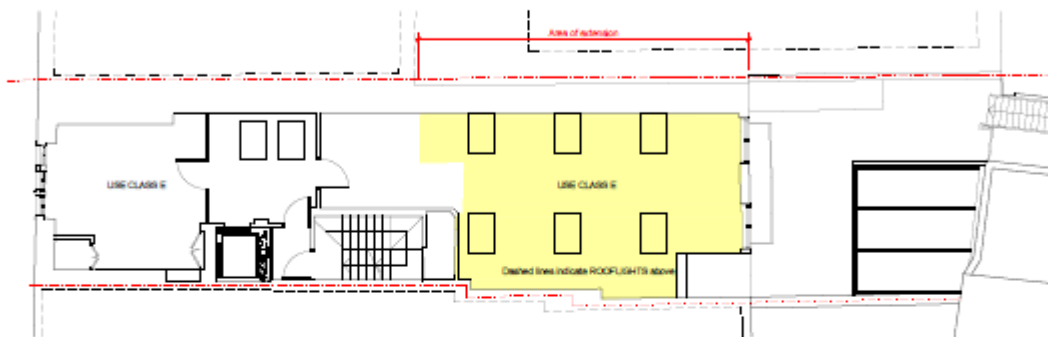 Area of extension
USE CLASS E
USE CLASS E
Dashed lines indicate ROOFLIGHTS above